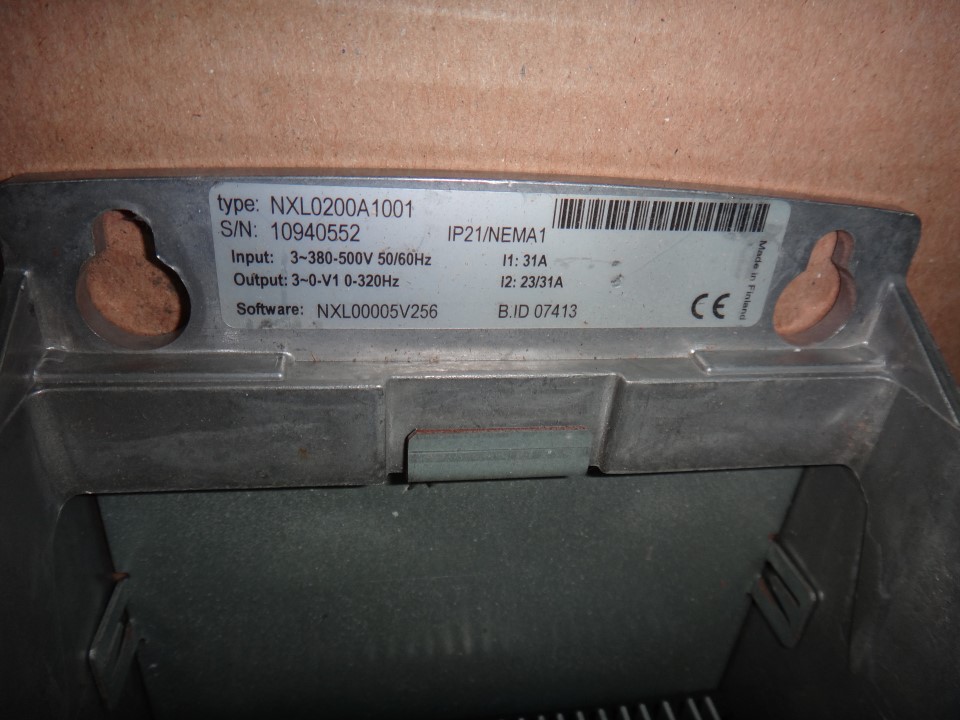 type: NXL0200A1001
S/N: 10940552 IP21/NEMA1
Input: 3~380-500V 50/60Hz I1: 31A
Output: 3~0-V1 0-320Hz I2: 23/31A
Software: NXL00005V256 B.ID 07413
CE
Made in Finland